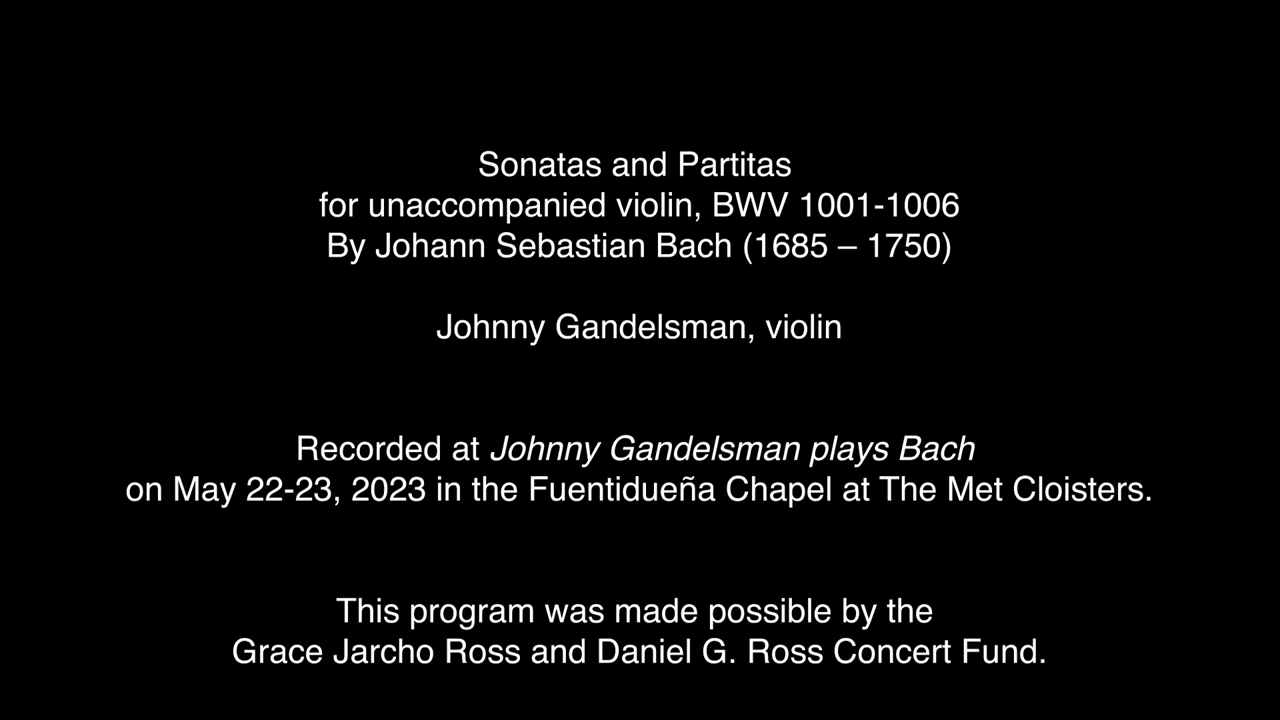 Sonatas and Partitas
for unaccompanied violin, BWV 1001-1006
By Johann Sebastian Bach (1685 – 1750)
Johnny Gandelsman, violin
Recorded at Johnny Gandelsman plays Bach
on May 22-23, 2023 in the Fuentidueña Chapel at The Met Cloisters.
This program was made possible by the
Grace Jarcho Ross and Daniel G. Ross Concert Fund.